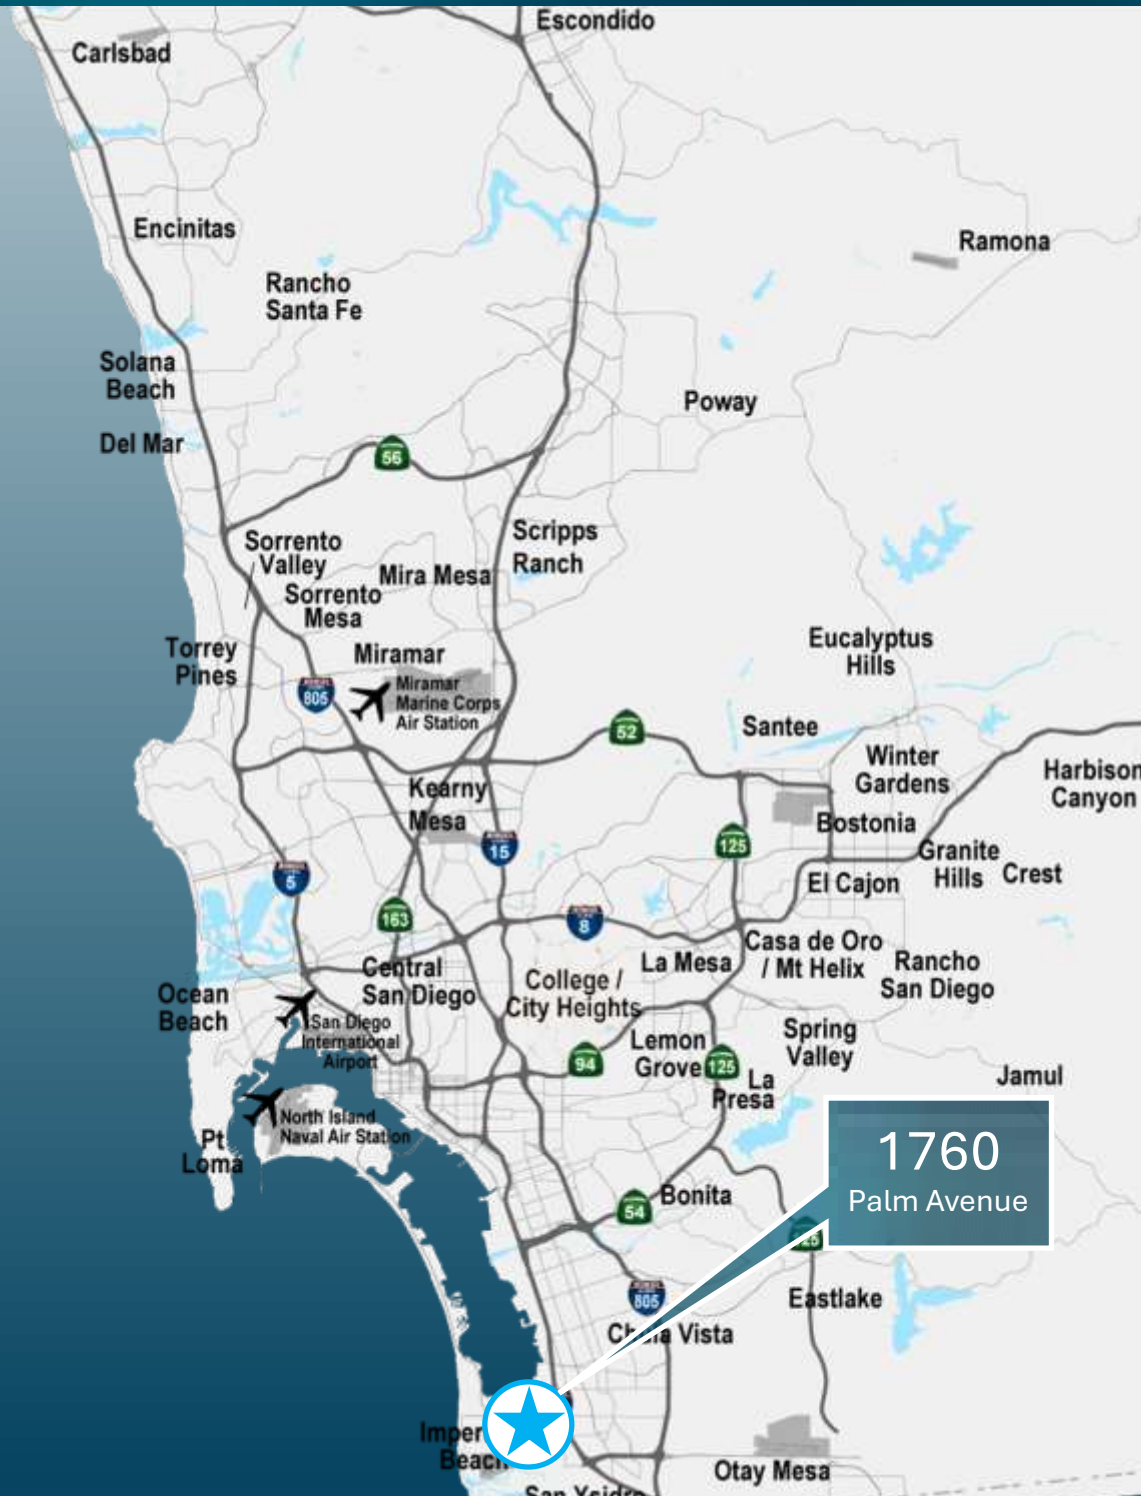 Escondido
Carlsbad
Encinitas
Ramona
Rancho
Santa Fe
Solana
Beach
Poway
Del Mar
56
Scripps
Ranch
Sorrento
Valley
Mira Mesa
Sorrento
Mesa
Torrey
Pines
Miramar
Eucalyptus
Hills
805
Miramar
Marine Corps
Air Station
52
Santee
Winter
Gardens
Harbison
Canyon
Kearny
Mesa
15
125
Bostonia
Granite
Hills
Crest
5
El Cajon
163
8
Central
San Diego
College /
City Heights
La Mesa
Casa de Oro
/ Mt Helix
Rancho
San Diego
Ocean
Beach
San Diego
International
Airport
94
Lemon
Grove
125
Spring
Valley
La
Presa
Jamul
North Island
Naval Air Station
Pt
Loma
1760
Palm Avenue
54
Bonita
805
Eastlake
Chula Vista
Beach
Otay Mesa
San Ysidro